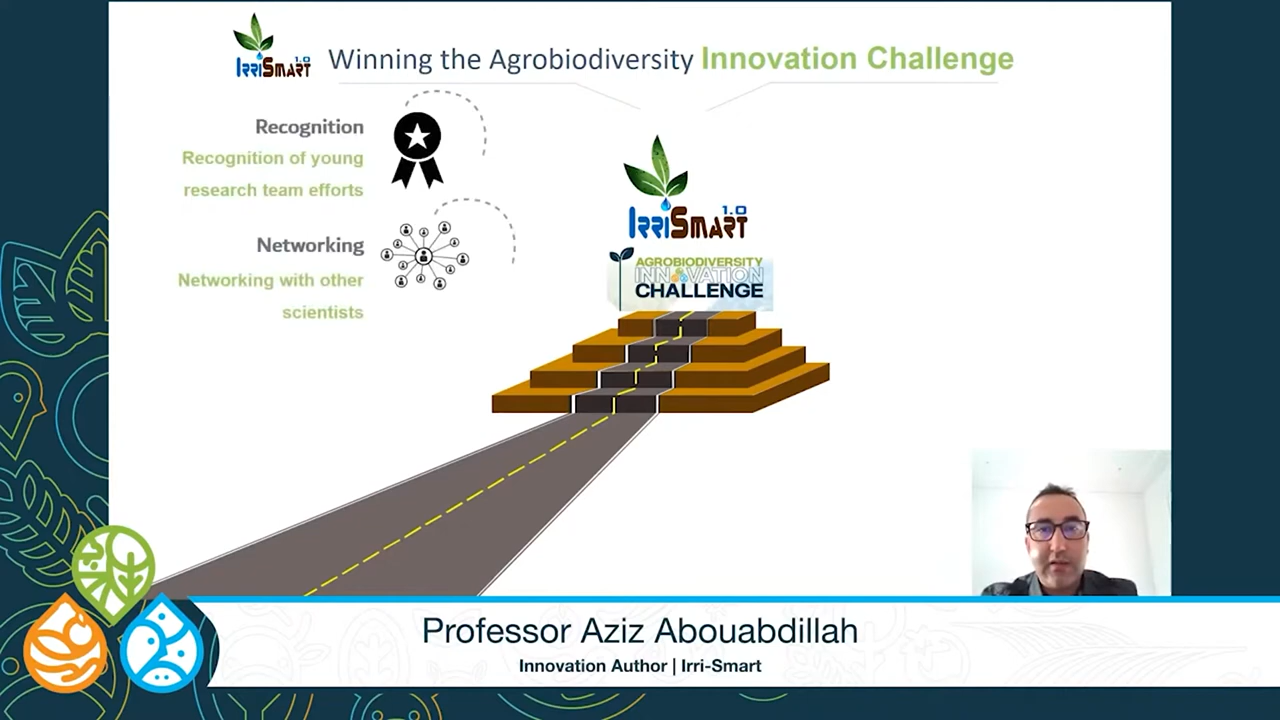 IRRISMART 1.0
Winning the Agrobiodiversity Innovation Challenge
Recognition
Recognition of young
research team efforts
Networking
Networking with other
scientists
IRRISMART 1.0
AGROBIODIVERSITY
INNOVATION
CHALLENGE
Professor Aziz Abouabdillah
Innovation Author | Irri-Smart